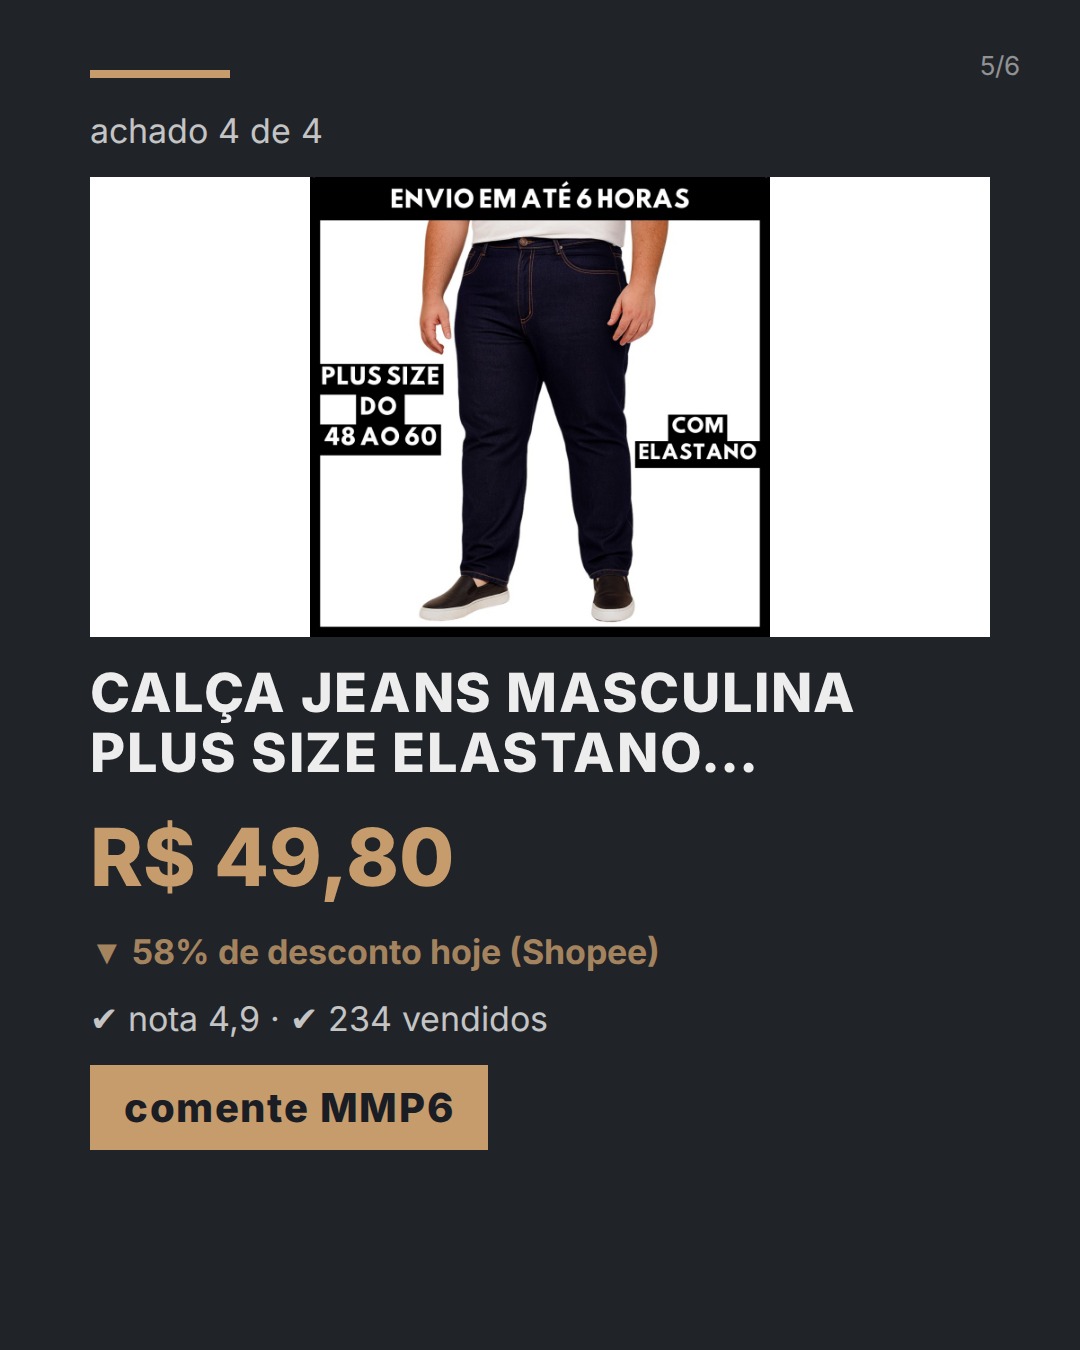 5/6
achado 4 de 4
ENVIO EM ATÉ 6 HORAS
PLUS SIZE
DO
48 AO 60
COM
ELASTANO
CALÇA JEANS MASCULINA
PLUS SIZE ELASTANO...
R$ 49,80
▼ 58% de desconto hoje (Shopee)
✔ nota 4,9 · ✔ 234 vendidos
comente MMP6